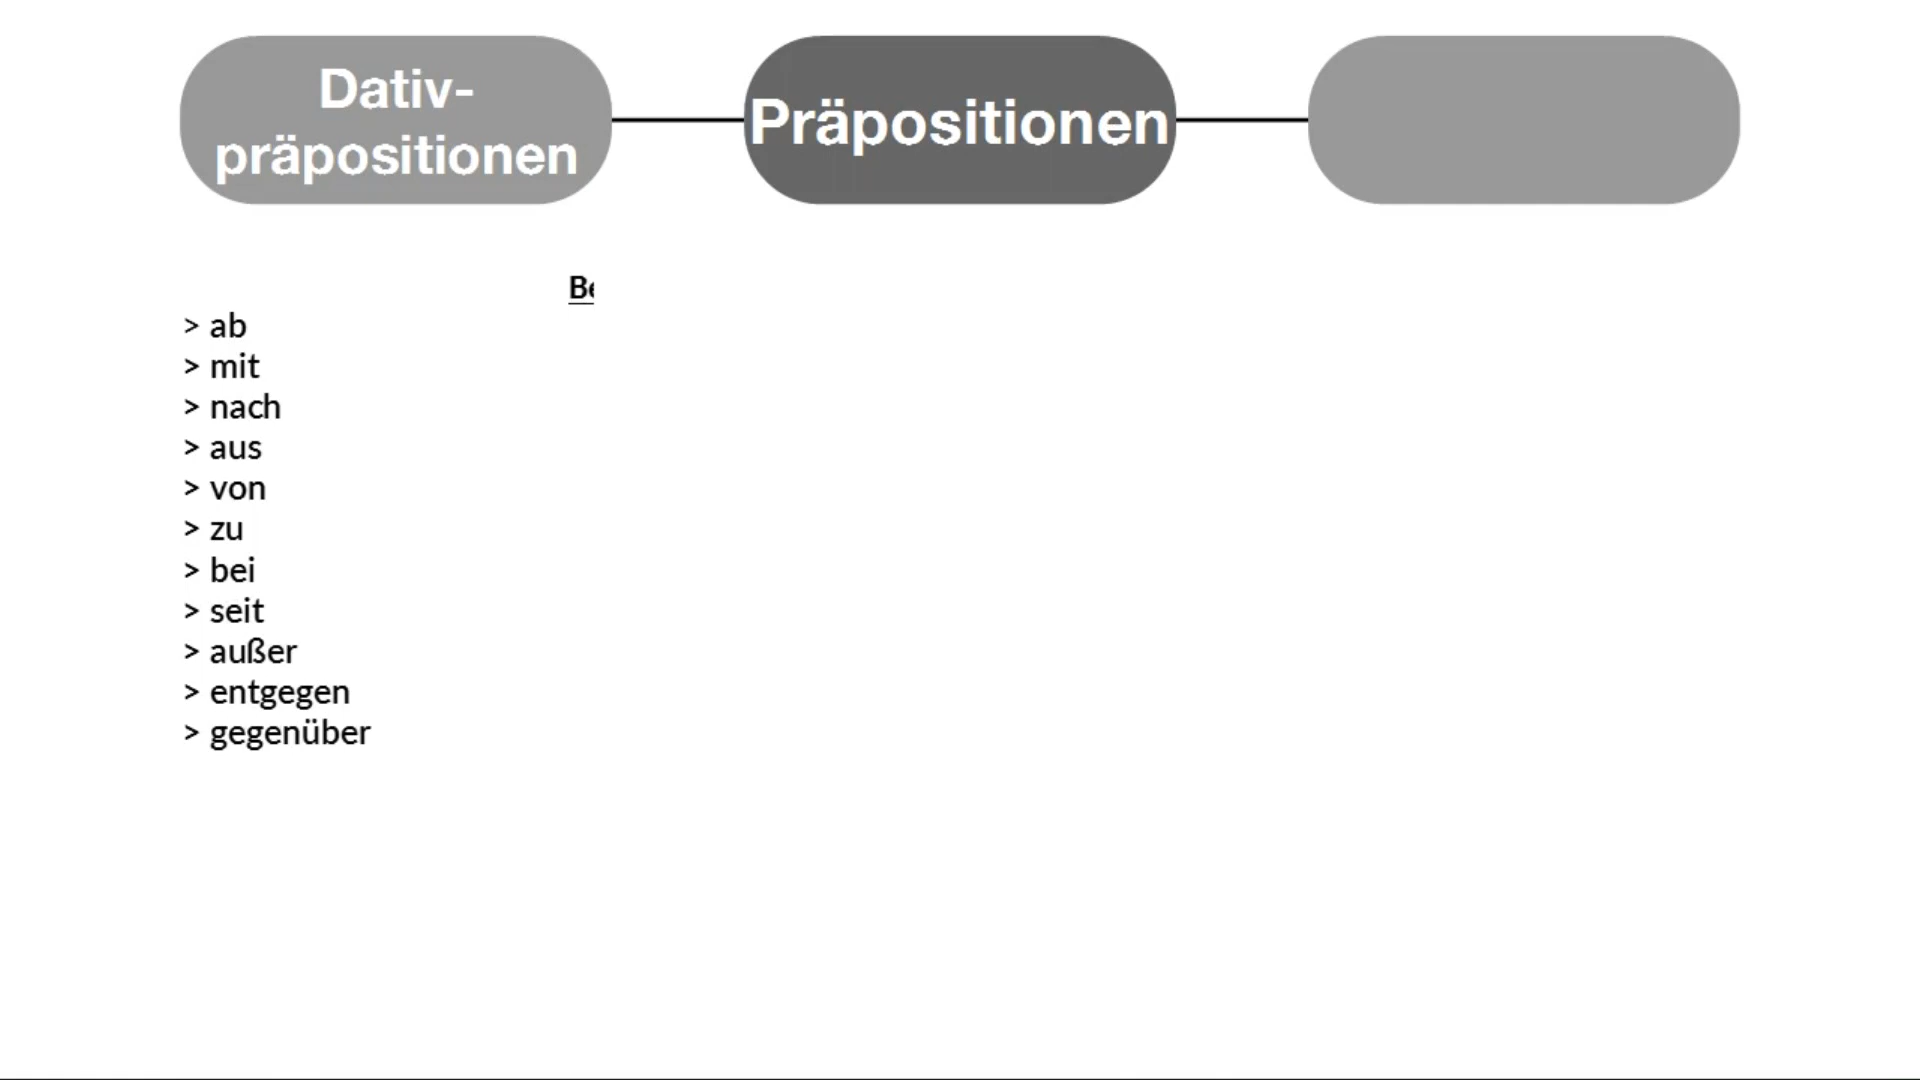 Dativ-
präpositionen
Präpositionen
> ab
> mit
> nach
> aus
> von
> zu
> bei
> seit
> außer
> entgegen
> gegenüber